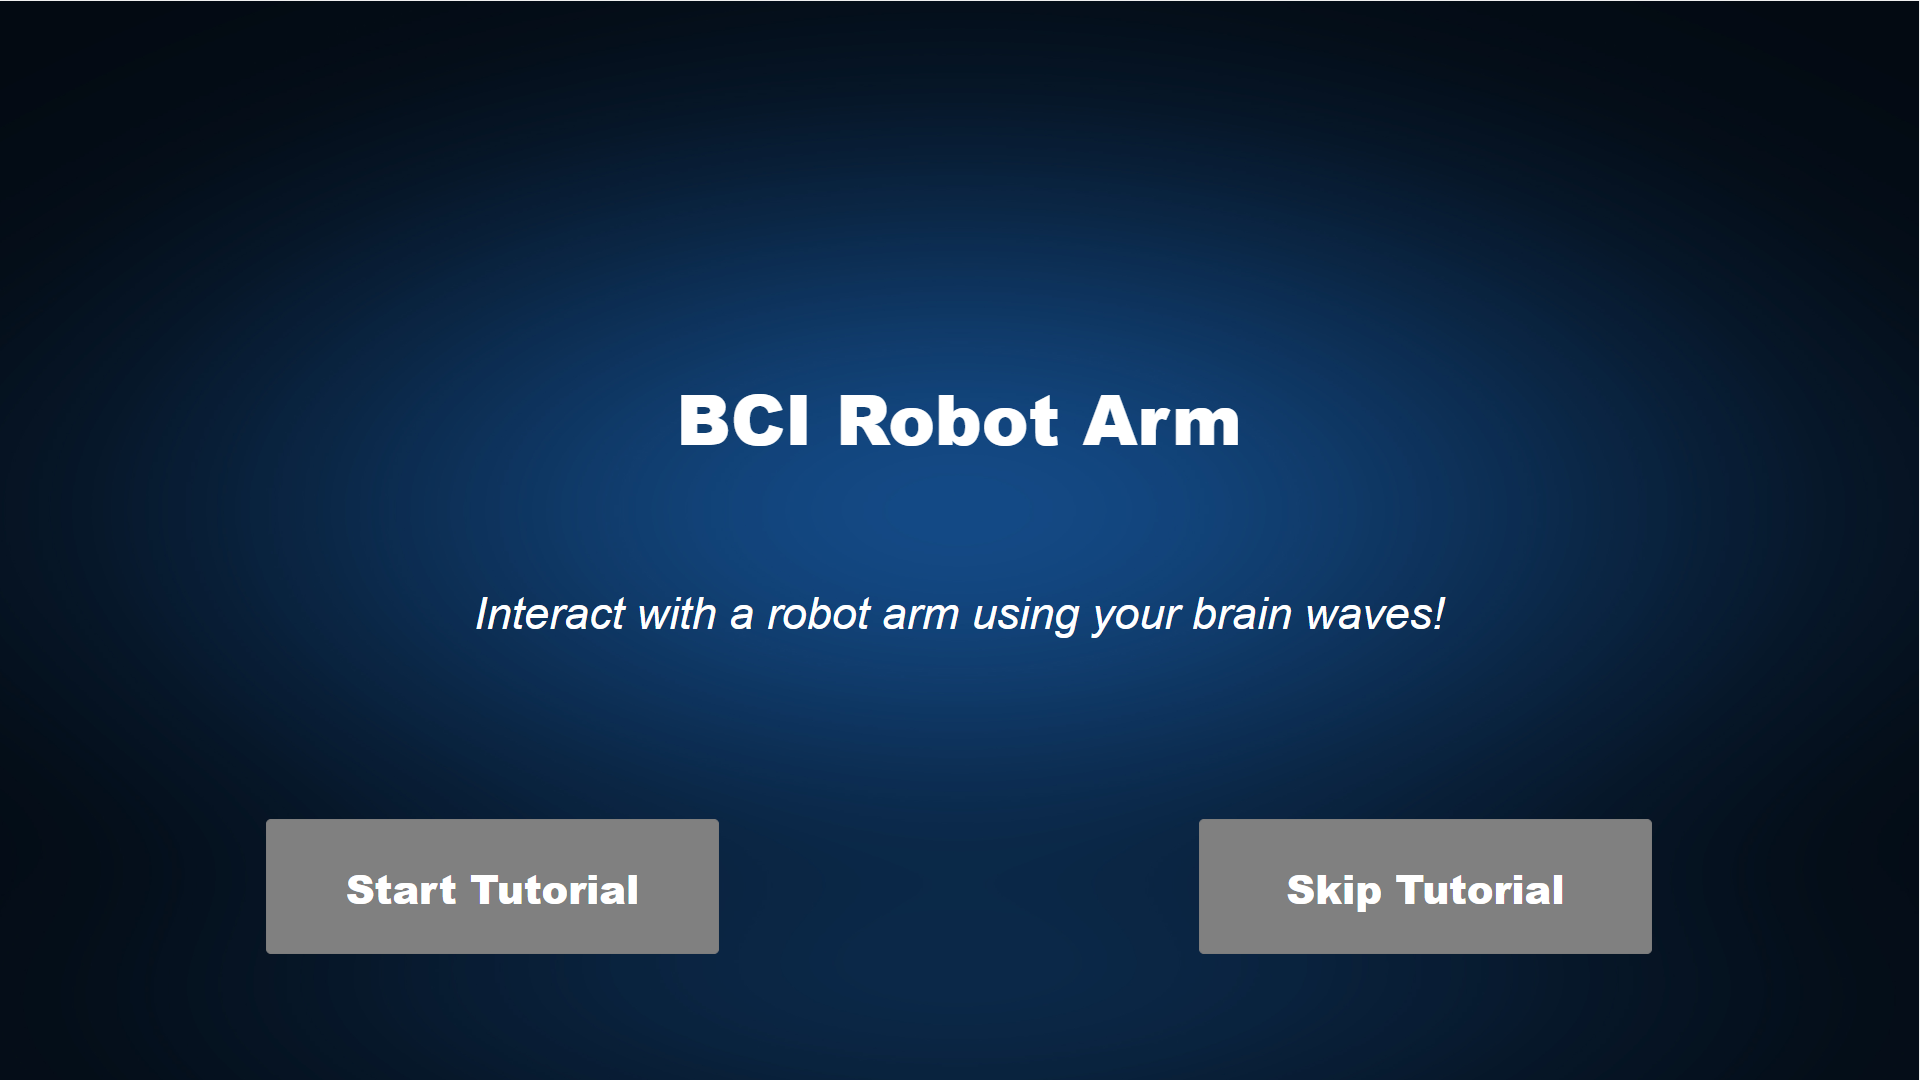 BCI Robot Arm
Interact with a robot arm using your brain waves!
Start Tutorial
Skip Tutorial